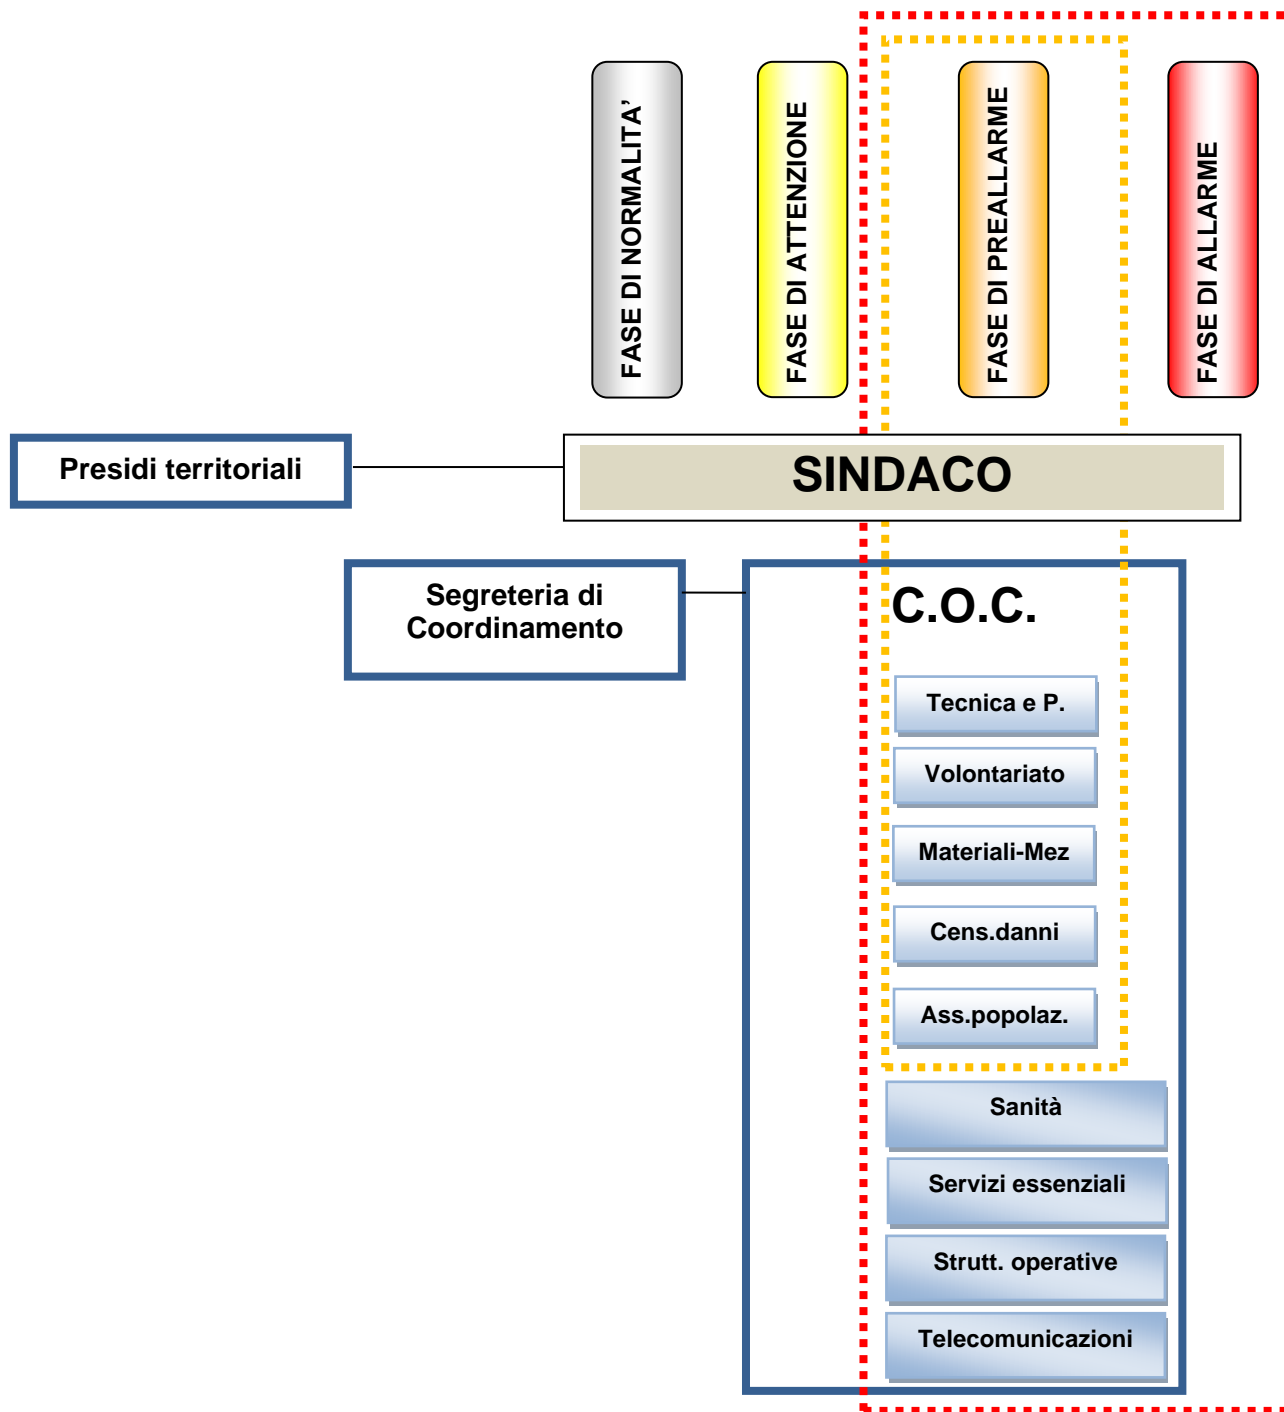 FASE DI NORMALITA’
FASE DI ATTENZIONE
FASE DI PREALLARME
FASE DI ALLARME
Presidi territoriali
SINDACO
Segreteria di
Coordinamento
C.O.C.
Tecnica e P.
Volontariato
Materiali-Mez
Cens.danni
Ass.popolaz.
Sanità
Servizi essenziali
Strutt. operative
Telecomunicazioni